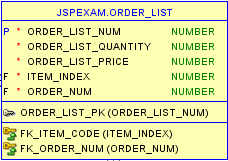 JSPEXAM.ORDER_LIST
P * ORDER_LIST_NUM NUMBER
* ORDER_LIST_QUANTITY NUMBER
* ORDER_LIST_PRICE NUMBER
F * ITEM_INDEX NUMBER
F * ORDER_NUM NUMBER
ORDER_LIST_PK (ORDER_LIST_NUM)
FK_ITEM_CODE (ITEM_INDEX)
FK_ORDER_NUM (ORDER_NUM)